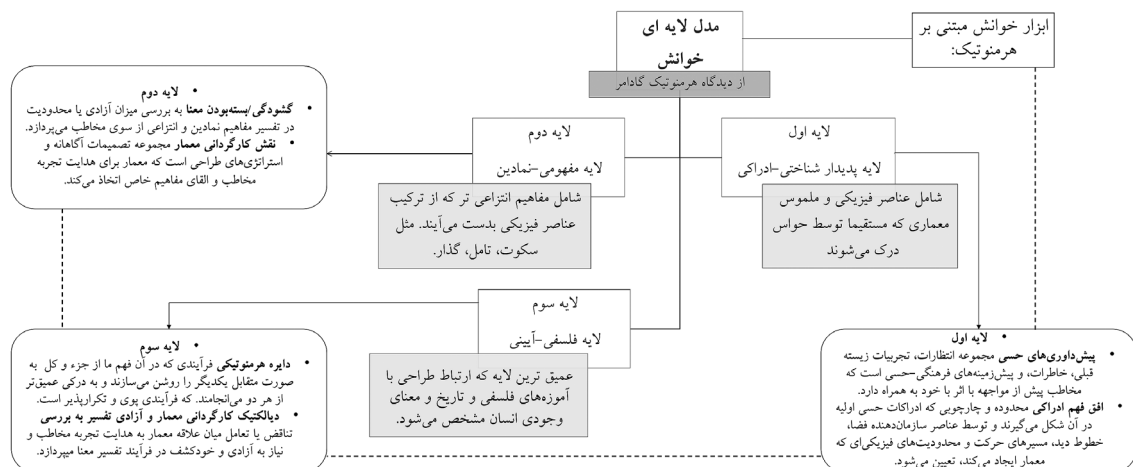 مدل لایه ای
خوانش
از دیدگاه هرمنوتیک گادامر
ابزار خوانش مبتنی بر
هرمنوتیک:
لایه اول
لایه پدیدار شناختی-ادراکی
شامل عناصر فیزیکی و ملموس
معماری که مستقیما توسط حواس
درک می‌شوند
لایه دوم
لایه مفهومی-نمادین
شامل مفاهیم انتزاعی تر که از ترکیب
عناصر فیزیکی بدست می‌آیند. مثل
سکوت، تامل، گذار.
لایه سوم
لایه فلسفی-آیینی
عمیق ترین لایه که ارتباط طراحی با
آموزه‌های فلسفی و تاریخ و معنای
وجودی انسان مشخص می‌شود.
• لایه دوم
• گشودگی/بسته‌بودن معنا به بررسی میزان آزادی یا محدودیت
در تفسیر مفاهیم نمادین و انتزاعی از سوی مخاطب می‌پردازد.
• نقش کارگردانی معمار مجموعه تصمیمات آگاهانه و
استراتژی‌های طراحی است که معمار برای هدایت تجربه
مخاطب و القای مفاهیم خاص اتخاذ می‌کند.
• لایه اول
• پیش‌داوری‌های حسی مجموعه انتظارات، تجربیات زیسته
قبلی، خاطرات، و پیش‌زمینه‌های فرهنگی-حسی است که
مخاطب پیش از مواجهه با اثر با خود به همراه دارد.
• افق فهم ادراکی محدوده و چارچوبی که ادراکات حسی اولیه
در آن شکل می‌گیرند و توسط عناصر سازمان‌دهنده فضا،
خطوط دید، مسیرهای حرکت و محدودیت‌های فیزیکی‌ای که
معمار ایجاد می‌کند، تعیین می‌شود.
• لایه سوم
• دایره هرمنوتیکی فرآیندی که در آن فهم ما از جزء و کل به
صورت متقابل یکدیگر را روشن می‌سازند و به درکی عمیق‌تر
از هر دو می‌انجامند. که فرآیندی پوی و تکرارپذیر است.
• دیالکتیک کارگردانی معمار و آزادی تفسیر به بررسی
تناقض یا تعامل میان علاقه معمار به هدایت تجربه مخاطب و
نیاز به آزادی و خودکشف در فرآیند تفسیر معنا میپردازد.